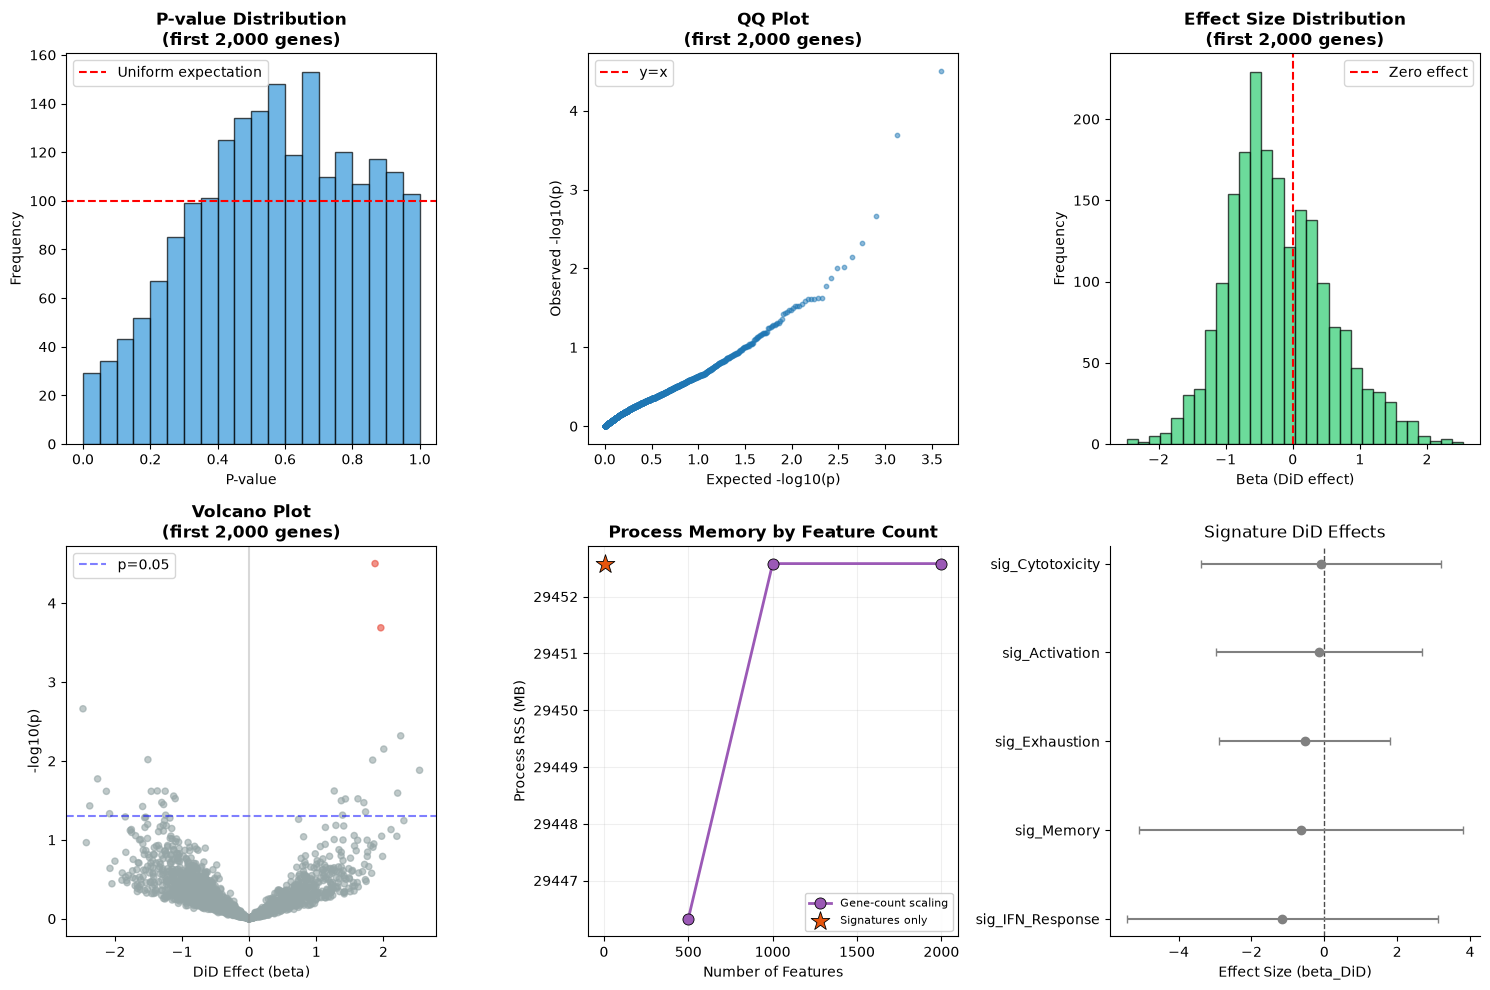 P-value Distribution
(first 2,000 genes)
Uniform expectation
160
140
120
100
80
60
40
20
0
Frequency
0.0 0.2 0.4 0.6 0.8 1.0
P-value
QQ Plot
(first 2,000 genes)
y=x
4
3
2
1
0
Observed -log10(p)
0.0 0.5 1.0 1.5 2.0 2.5 3.0 3.5
Expected -log10(p)
Effect Size Distribution
(first 2,000 genes)
Zero effect
200
150
100
50
0
Frequency
−2 −1 0 1 2
Beta (DiD effect)
Volcano Plot
(first 2,000 genes)
p=0.05
4
3
2
1
0
-log10(p)
−2 −1 0 1 2
DiD Effect (beta)
Process Memory by Feature Count
29452
29451
29450
29449
29448
29447
Process RSS (MB)
Gene-count scaling
Signatures only
0 500 1000 1500 2000
Number of Features
Signature DiD Effects
sig_Cytotoxicity
sig_Activation
sig_Exhaustion
sig_Memory
sig_IFN_Response
−4 −2 0 2 4
Effect Size (beta_DiD)